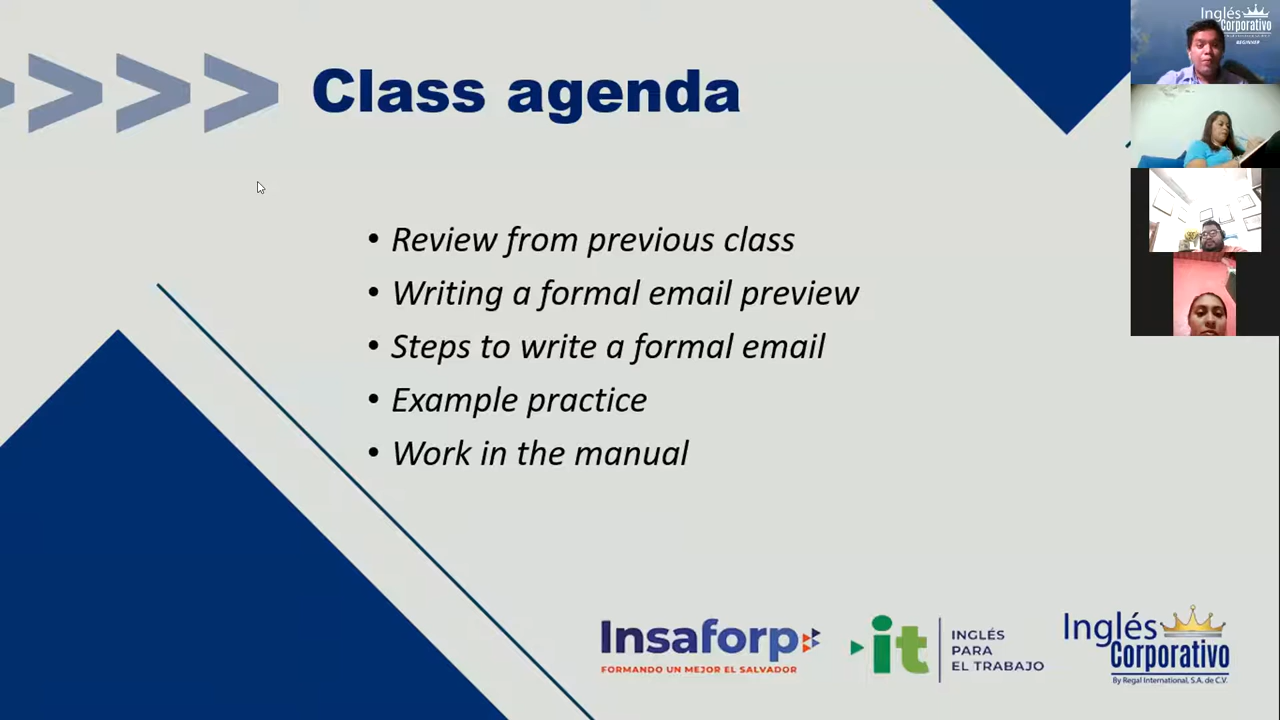 Class agenda
• Review from previous class
• Writing a formal email preview
• Steps to write a formal email
• Example practice
• Work in the manual
Insaforp
FORMANDO UN MEJOR EL SALVADOR
it
INGLÉS
PARA
EL TRABAJO
Inglés
Corporativo
By Regal International, S.A. de C.V.
Inglés
Corporativo
BEGINNER